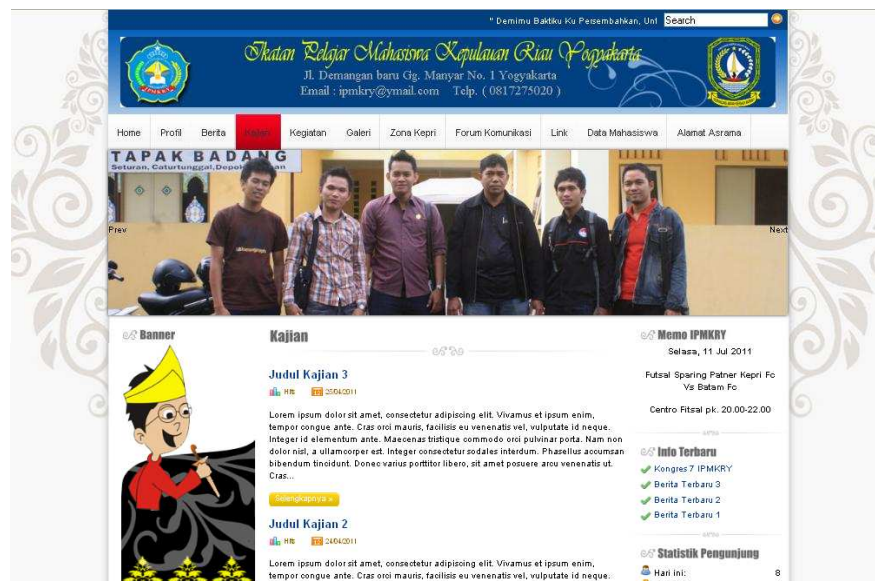 " Demimu Baktiku Ku Persembahkan, Unt
Search
Ikatan Pelajar Mahasiswa Kepulauan Riau Yogyakarta
Jl. Demangan baru Gg. Manyar No. 1 Yogyakarta
Email : ipmkry@ymail.com Telp. ( 0817275020 )
IPMKRY
Home Profil Berita Kajian Kegiatan Galeri Zona Kepri Forum Komunikasi Link Data Mahasiswa Alamat Asrama
TAPAK BADANG
Seturan, Caturtunggal, Depok
Prev
Next
Banner
Kajian
Judul Kajian 3
Hits 25/04/2011
Lorem ipsum dolor sit amet, consectetur adipiscing elit. Vivamus et ipsum enim,
tempor congue ante. Cras orci mauris, facilisis eu venenatis vel, vulputate id neque.
Integer id elementum ante. Maecenas tristique commodo orci pulvinar porta. Nam non
dolor nisl, a ullamcorper est. Integer consectetur sodales interdum. Phasellus accumsan
bibendum tincidunt. Donec varius porttitor libero, sit amet posuere arcu venenatis ut.
Cras...
Selengkapnya »
Judul Kajian 2
Hits 24/04/2011
Lorem ipsum dolor sit amet, consectetur adipiscing elit. Vivamus et ipsum enim,
tempor congue ante. Cras orci mauris, facilisis eu venenatis vel, vulputate id neque.
Memo IPMKRY
Selasa, 11 Jul 2011
Futsal Sparing Patner Kepri Fc
Vs Batam Fc
Centro Fitsal pk. 20.00-22.00
Info Terbaru
Kongres 7 IPMKRY
Berita Terbaru 3
Berita Terbaru 2
Berita Terbaru 1
Statistik Pengunjung
Hari ini: 8